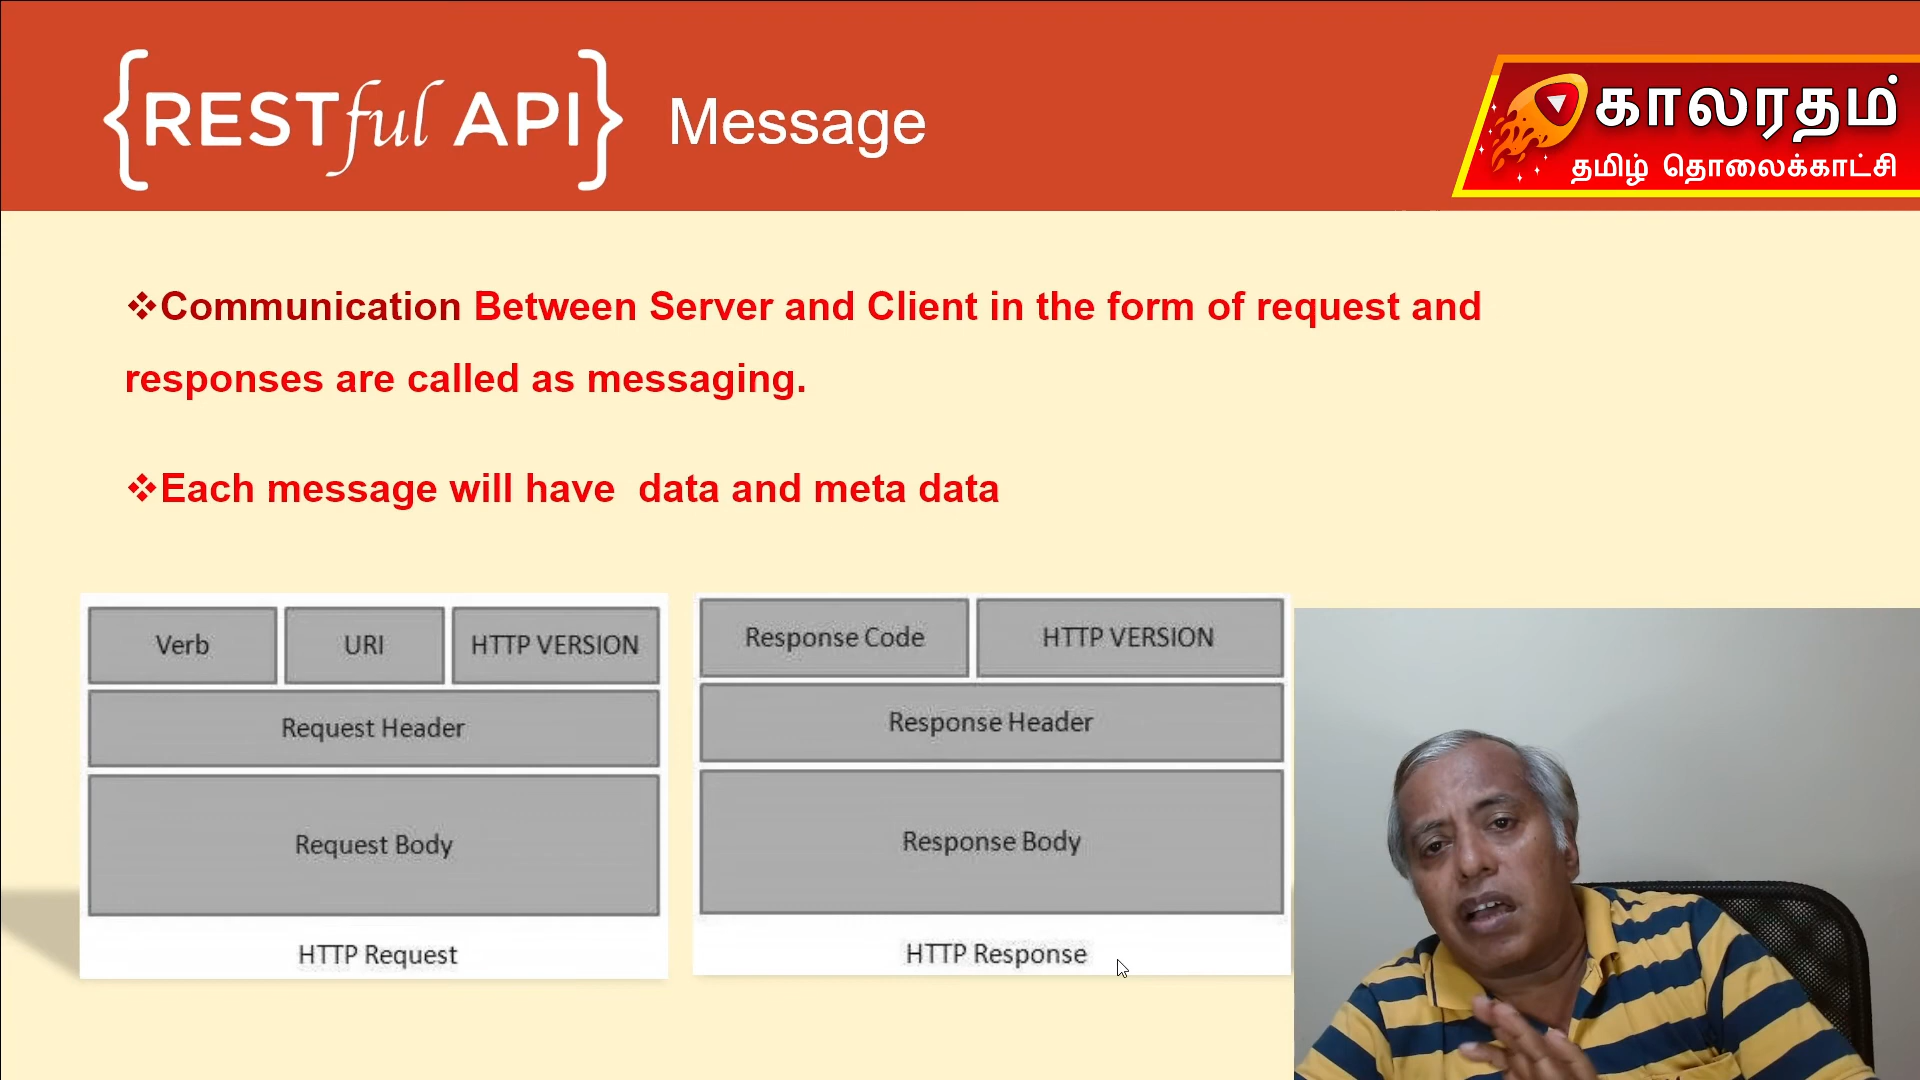 {RESTful API} Message
காலரதம்
தமிழ் தொலைக்காட்சி
❖Communication Between Server and Client in the form of request and
responses are called as messaging.
❖Each message will have  data and meta data
Verb URI HTTP VERSION
Request Header
Request Body
HTTP Request
Response Code HTTP VERSION
Response Header
Response Body
HTTP Response